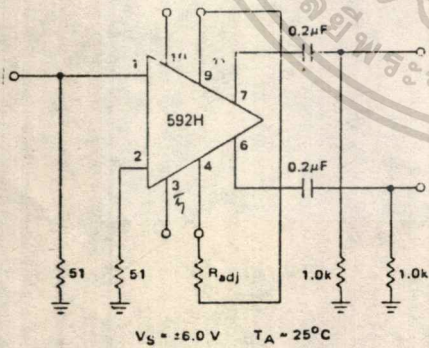 0.2µF
1
9
7
592H
2
6
3
4
0.2µF
51
51
Radj
1.0k
1.0k
VS = ±6.0 V TA = 25°C